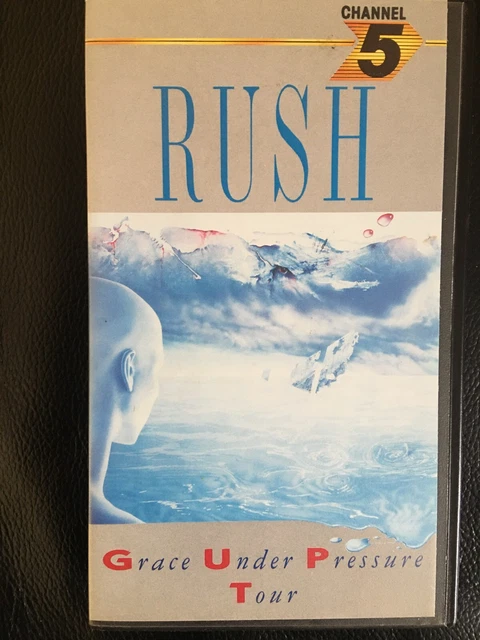 CHANNEL
5
RUSH
Grace Under Pressure
Tour